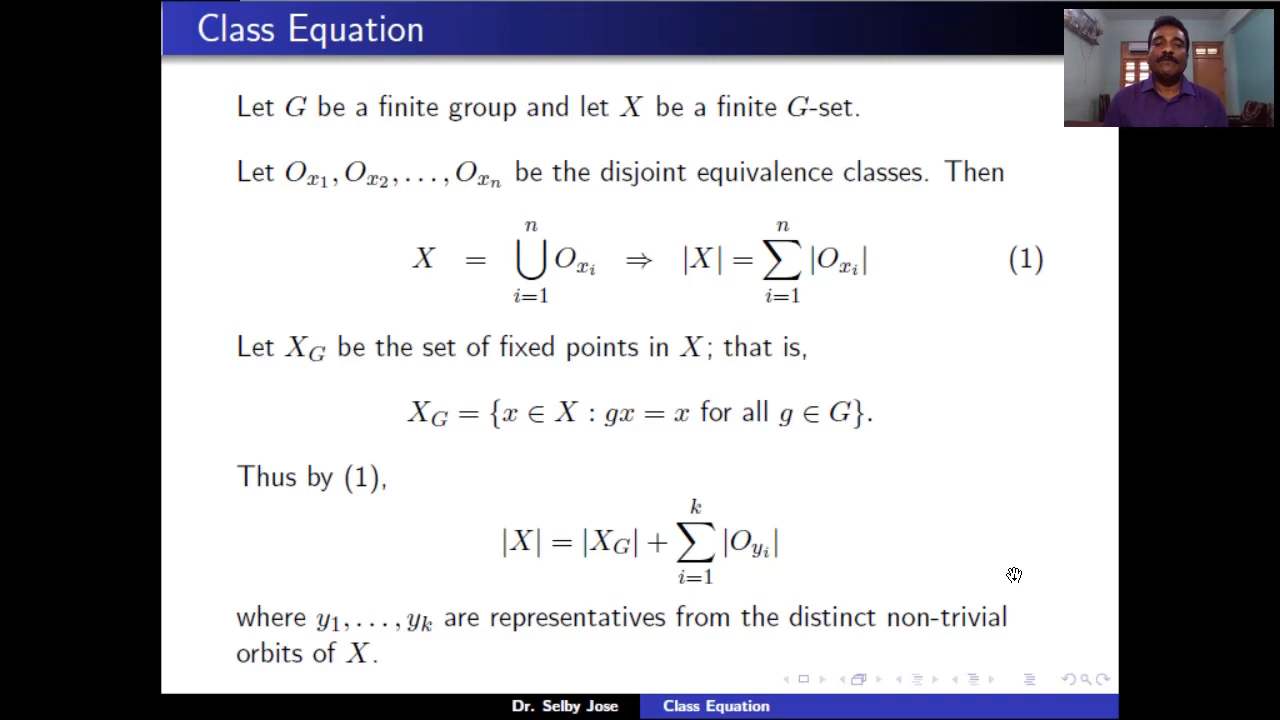 Class Equation
Let G be a finite group and let X be a finite G-set.
Let O_{x_1}, O_{x_2}, . . . , O_{x_n} be the disjoint equivalence classes. Then
X = ⋃_{i=1}^{n} O_{x_i} ⇒ |X| = ∑_{i=1}^{n} |O_{x_i}| (1)
Let X_G be the set of fixed points in X; that is,
X_G = {x ∈ X : gx = x for all g ∈ G}.
Thus by (1),
|X| = |X_G| + ∑_{i=1}^{k} |O_{y_i}|
where y_1, . . . , y_k are representatives from the distinct non-trivial
orbits of X.
Dr. Selby Jose Class Equation